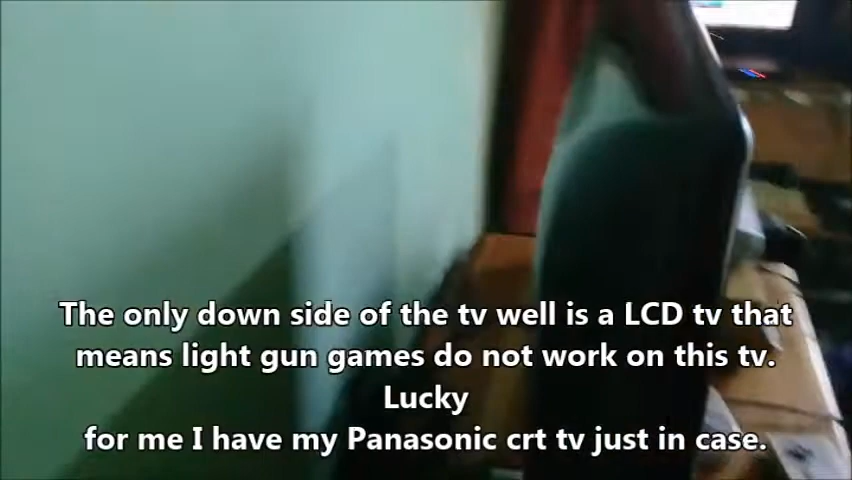 The only down side of the tv well is a LCD tv that
means light gun games do not work on this tv.
Lucky
for me I have my Panasonic crt tv just in case.